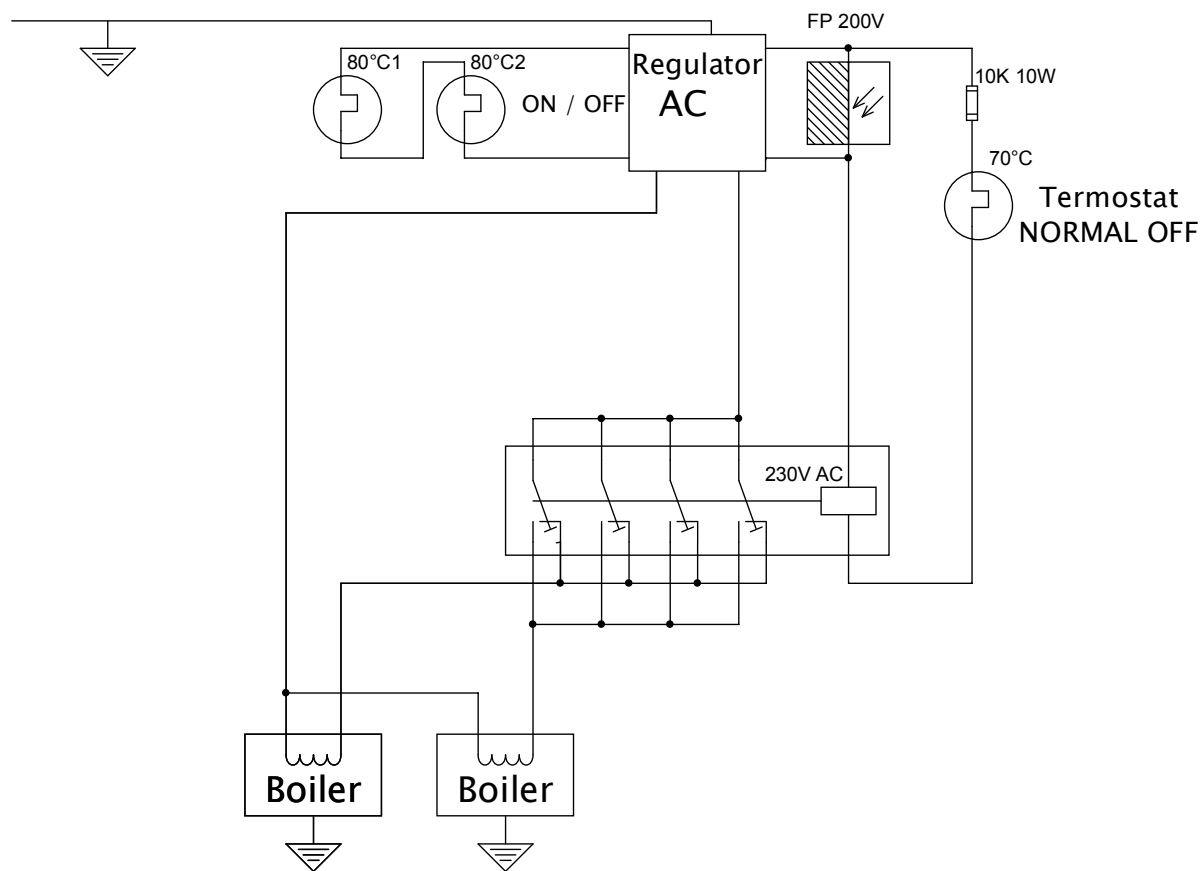 FP 200V
80°C1
80°C2
Regulator
AC
ON / OFF
10K 10W
70°C
Termostat
NORMAL OFF
230V AC
Boiler
Boiler